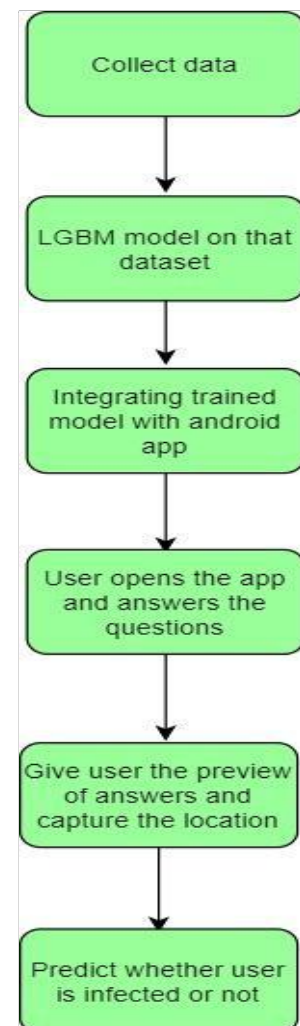 Collect data
LGBM model on that
dataset
Integrating trained
model with android
app
User opens the app
and answers the
questions
Give user the preview
of answers and
capture the location
Predict whether user
is infected or not